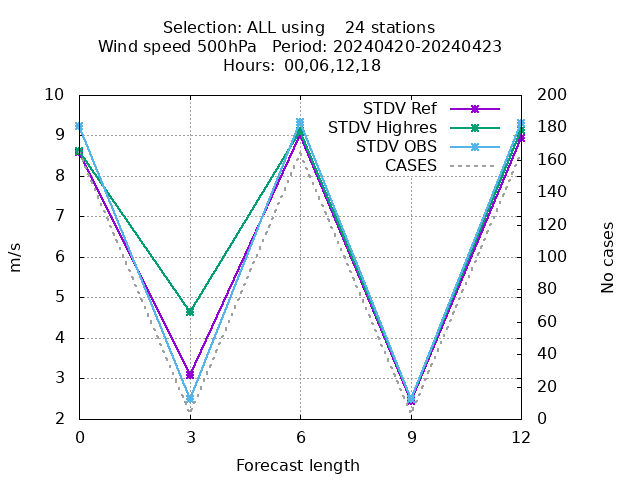 Selection: ALL using    24 stations
Wind speed 500hPa   Period: 20240420-20240423
Hours: 00,06,12,18
STDV Ref
STDV Highres
STDV OBS
CASES
10
9
8
7
6
5
4
3
2
200
180
160
140
120
100
80
60
40
20
0
0
3
6
9
12
m/s
No cases
Forecast length